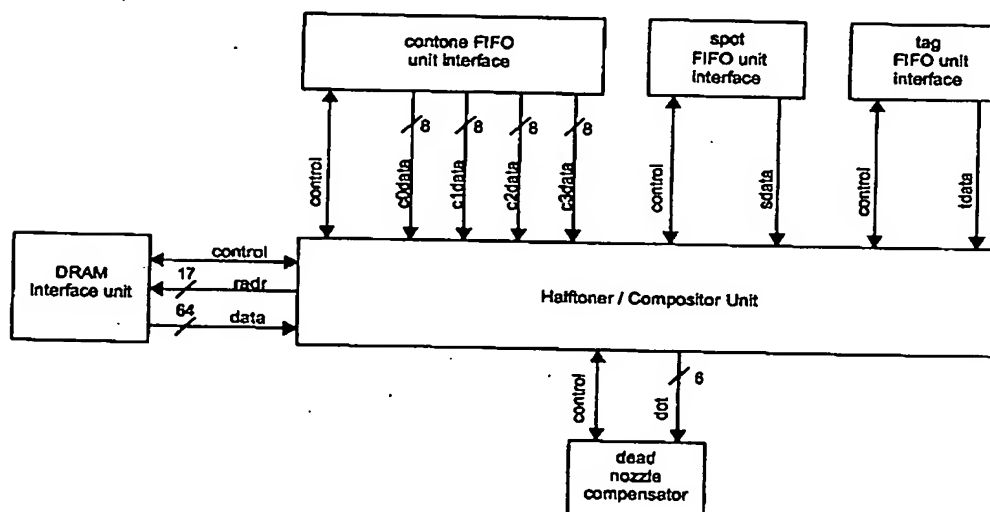 contone FIFO
unit interface
spot
FIFO unit
interface
tag
FIFO unit
interface
8
8
8
8
control
c0data
c1data
c2data
c3data
control
sdata
control
tdata
DRAM
interface unit
control
17
radr
64
data
Halftoner / Compositor Unit
control
dot
6
dead
nozzle
compensator